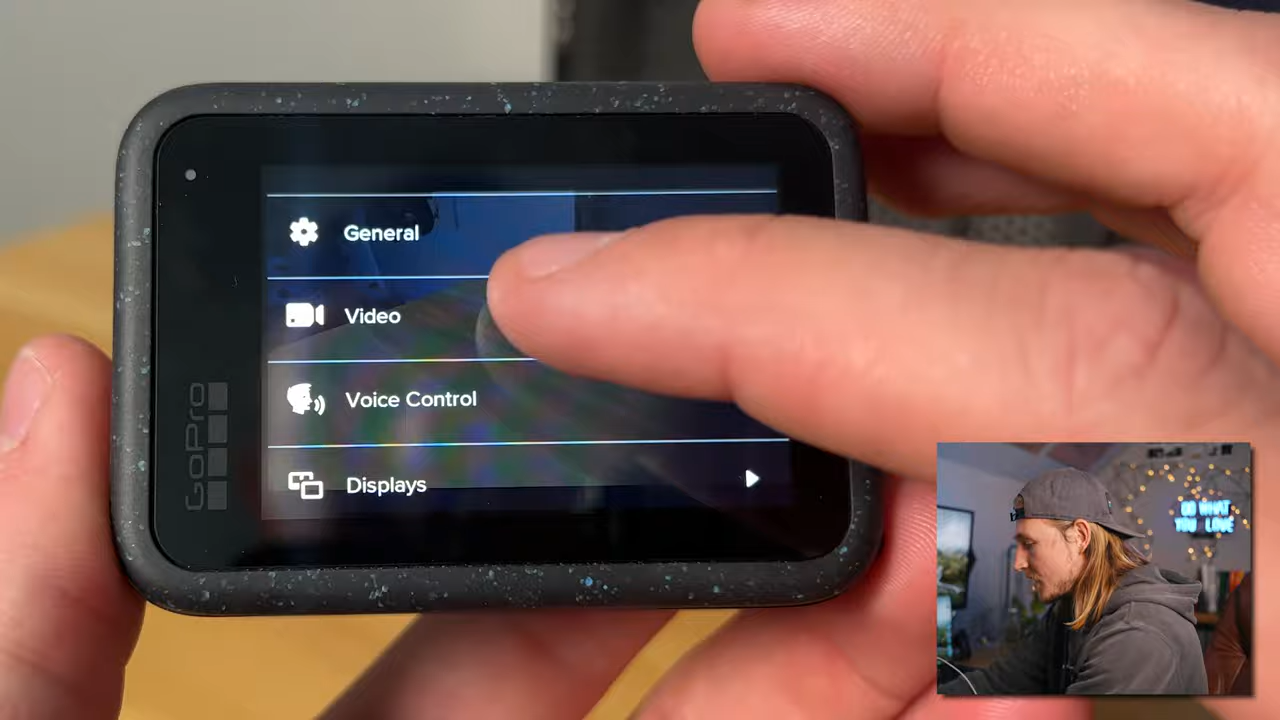 General
Video
Voice Control
Displays
GoPro
DO WHAT
YOU LOVE